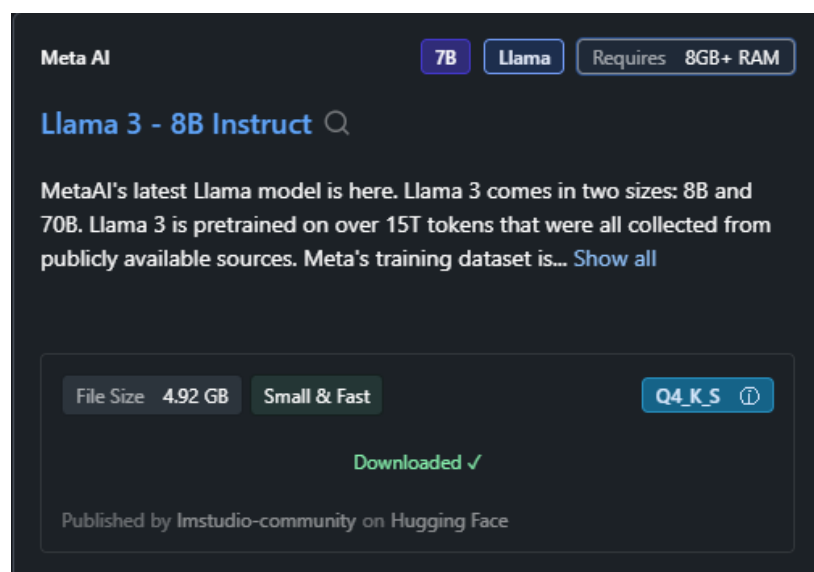 Meta AI 7B Llama Requires 8GB+ RAM
Llama 3 - 8B Instruct
MetaAI's latest Llama model is here. Llama 3 comes in two sizes: 8B and
70B. Llama 3 is pretrained on over 15T tokens that were all collected from
publicly available sources. Meta's training dataset is... Show all
File Size 4.92 GB Small & Fast Q4_K_S
Downloaded ✓
Published by lmstudio-community on Hugging Face